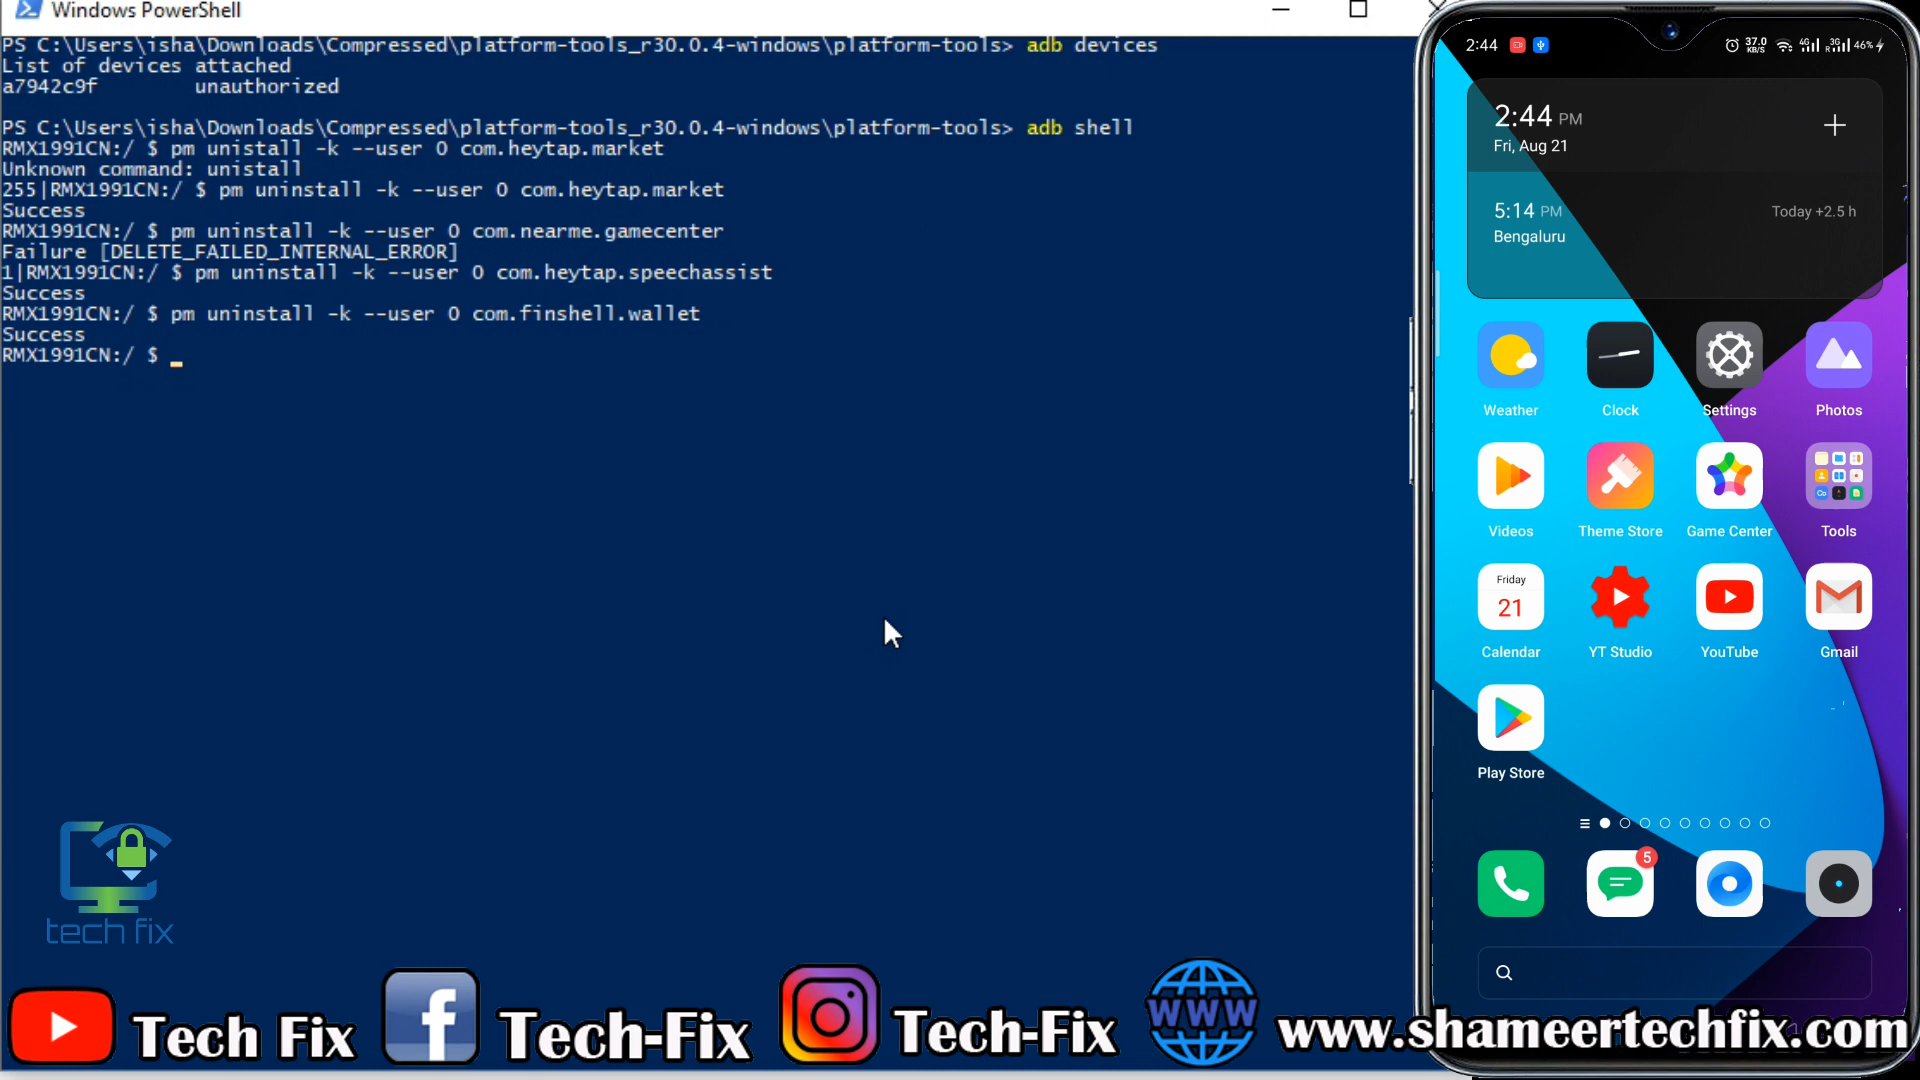 Windows PowerShell
PS C:\Users\isha\Downloads\Compressed\platform-tools_r30.0.4-windows\platform-tools> adb devices
List of devices attached
a7942c9f        unauthorized
PS C:\Users\isha\Downloads\Compressed\platform-tools_r30.0.4-windows\platform-tools> adb shell
RMX1991CN:/ $ pm unistall -k --user 0 com.heytap.market
Unknown command: unistall
255|RMX1991CN:/ $ pm uninstall -k --user 0 com.heytap.market
Success
RMX1991CN:/ $ pm uninstall -k --user 0 com.nearme.gamecenter
Failure [DELETE_FAILED_INTERNAL_ERROR]
1|RMX1991CN:/ $ pm uninstall -k --user 0 com.heytap.speechassist
Success
RMX1991CN:/ $ pm uninstall -k --user 0 com.finshell.wallet
Success
RMX1991CN:/ $
tech fix
Tech Fix
Tech-Fix
Tech-Fix
WWW
www.shameertechfix.com
2:44
37.0 KB/S
4G
3G
R
46%
2:44 PM
Fri, Aug 21
5:14 PM
Today +2.5 h
Bengaluru
Weather
Clock
Settings
Photos
Videos
Theme Store
Game Center
Tools
Friday
21
Calendar
YT Studio
YouTube
Gmail
Play Store
5